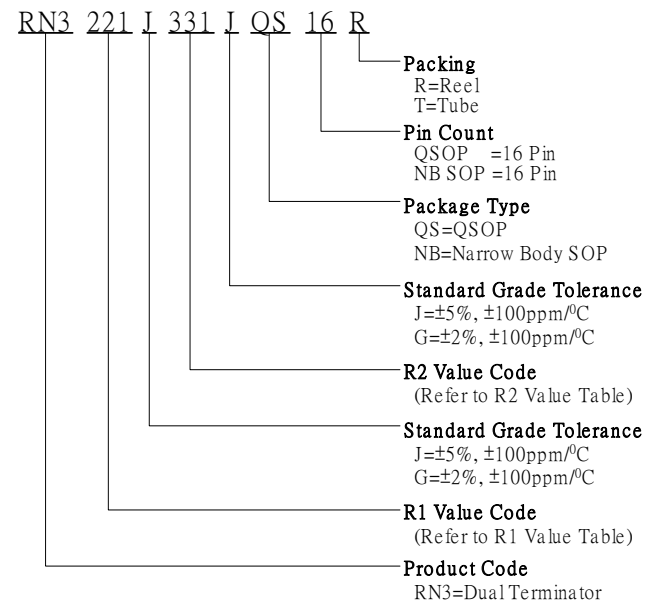 RN3 221 J 331 J QS 16 R
Packing
R=Reel
T=Tube
Pin Count
QSOP =16 Pin
NB SOP =16 Pin
Package Type
QS=QSOP
NB=Narrow Body SOP
Standard Grade Tolerance
J=±5%, ±100ppm/⁰C
G=±2%, ±100ppm/⁰C
R2 Value Code
(Refer to R2 Value Table)
Standard Grade Tolerance
J=±5%, ±100ppm/⁰C
G=±2%, ±100ppm/⁰C
R1 Value Code
(Refer to R1 Value Table)
Product Code
RN3=Dual Terminator